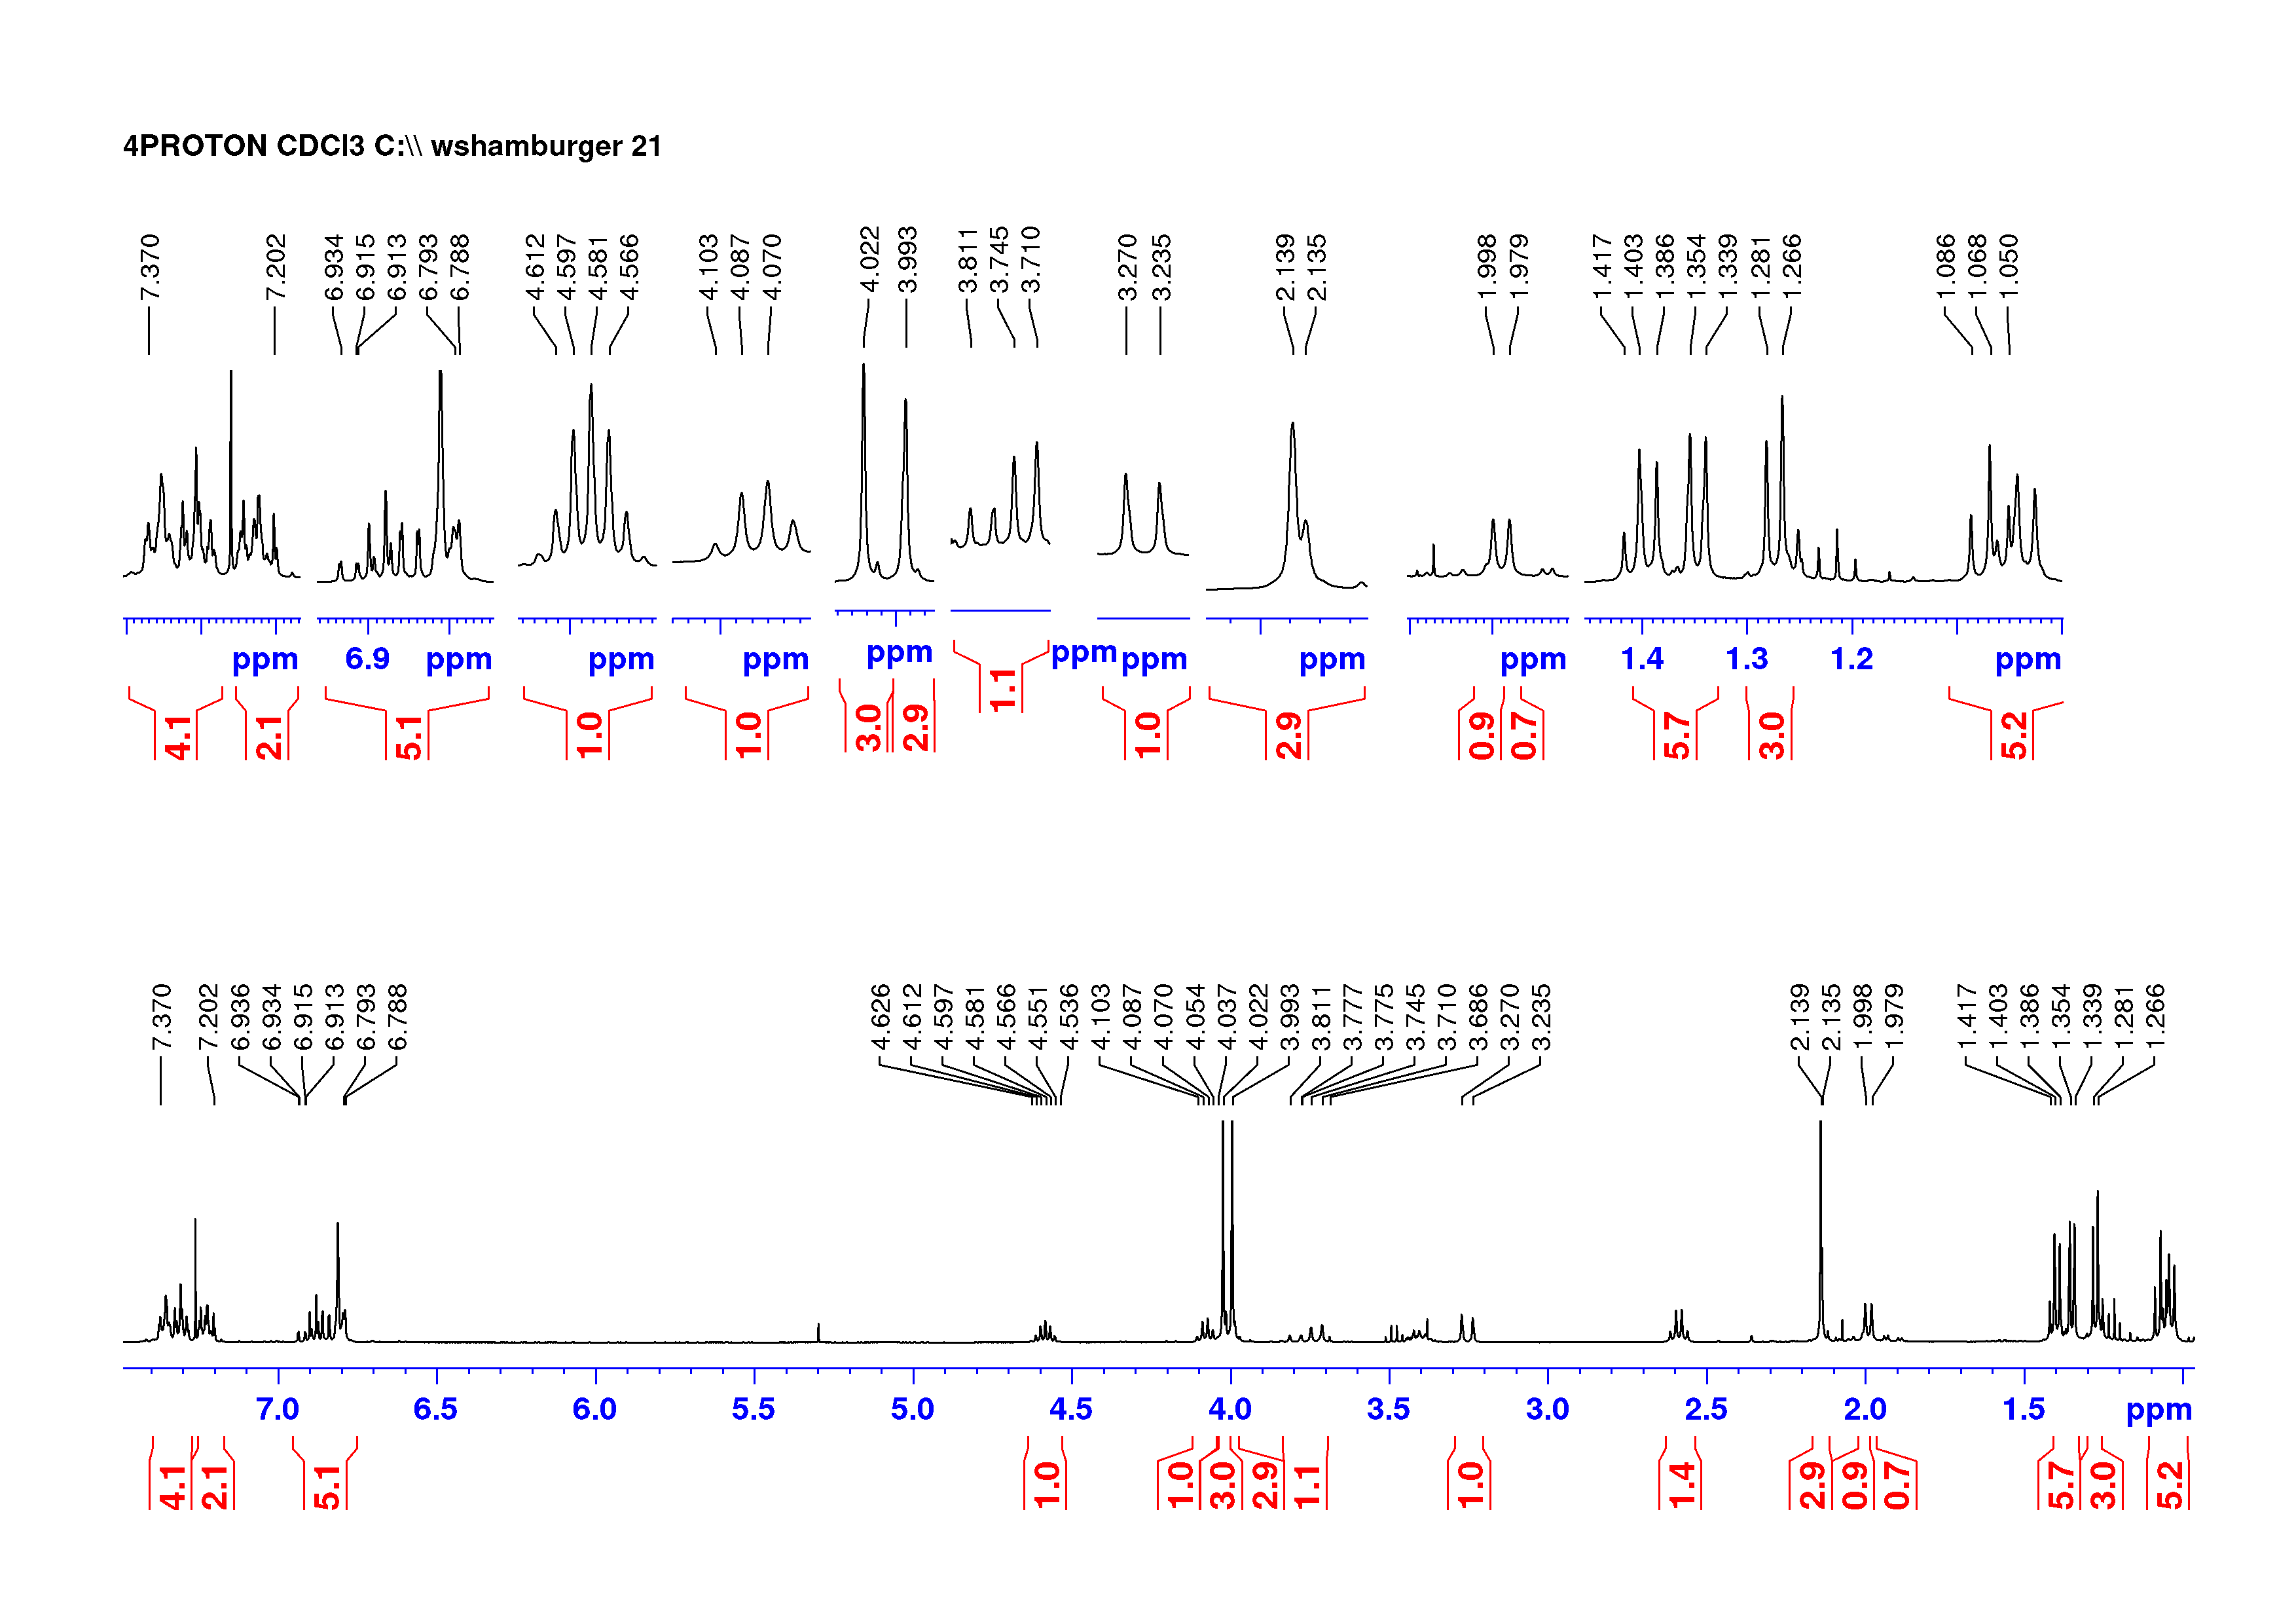 4PROTON CDCl3 C:\\ wshamburger 21
7.370 7.202 6.934 6.915 6.913 6.793 6.788 4.612 4.597 4.581 4.566 4.103 4.087 4.070 4.022 3.993 3.811 3.745 3.710 3.270 3.235 2.139 2.135 1.998 1.979 1.417 1.403 1.386 1.354 1.339 1.281 1.266 1.086 1.068 1.050
ppm 6.9 ppm ppm ppm ppm ppm ppm ppm ppm 1.4 1.3 1.2 ppm
4.1 2.1 5.1 1.0 1.0 3.0 2.9 1.1 1.0 2.9 0.9 0.7 5.7 3.0 5.2
7.370 7.202 6.936 6.934 6.915 6.913 6.793 6.788 4.626 4.612 4.597 4.581 4.566 4.551 4.536 4.103 4.087 4.070 4.054 4.037 4.022 3.993 3.811 3.777 3.775 3.745 3.710 3.686 3.270 3.235 2.139 2.135 1.998 1.979 1.417 1.403 1.386 1.354 1.339 1.281 1.266
7.0 6.5 6.0 5.5 5.0 4.5 4.0 3.5 3.0 2.5 2.0 1.5 ppm
4.1 2.1 5.1 1.0 1.0 3.0 2.9 1.1 1.0 1.4 2.9 0.9 0.7 5.7 3.0 5.2